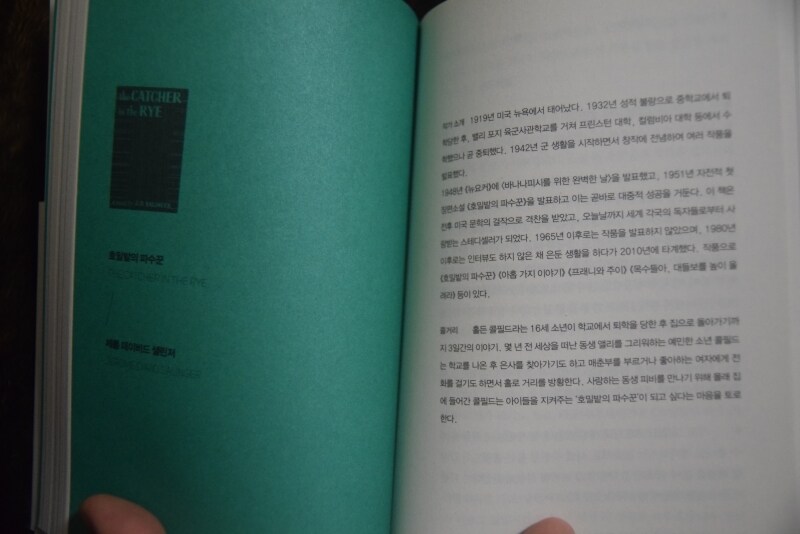 the CATCHER
in the RYE
호밀밭의 파수꾼
THE CATCHER IN THE RYE
제롬 데이비드 샐린저
작가 소개 1919년 미국 뉴욕에서 태어났다. 1932년 성적 불량으로 중학교에서 퇴
학당한 후, 밸리 포지 육군사관학교를 거쳐 프린스턴 대학, 컬럼비아 대학 등에서 수
학했으나 곧 중퇴했다. 1942년 군 생활을 시작하면서 창작에 전념하여 여러 작품을
발표했다.
1948년 《뉴요커》에 〈바나나피시를 위한 완벽한 날〉을 발표했고, 1951년 자전적 첫
장편소설 《호밀밭의 파수꾼》을 발표하고 이는 곧바로 대중적 성공을 거둔다. 이 책은
전후 미국 문학의 걸작으로 격찬을 받았고, 오늘날까지 세계 각국의 독자들로부터 사
랑받는 스테디셀러가 되었다. 1965년 이후로는 작품을 발표하지 않았으며, 1980년
이후로는 인터뷰도 하지 않은 채 은둔 생활을 하다가 2010년에 타계했다. 작품으로
《호밀밭의 파수꾼》 《아홉 가지 이야기》 《프래니와 주이》 《목수들아, 대들보를 높이 올
려라》 등이 있다.
줄거리 홀든 콜필드라는 16세 소년이 학교에서 퇴학을 당한 후 집으로 돌아가기까
지 3일간의 이야기. 몇 년 전 세상을 떠난 동생 앨리를 그리워하는 예민한 소년 콜필드
는 학교를 나온 후 은사를 찾아가기도 하고 매춘부를 부르거나 좋아하는 여자에게 전
화를 걸기도 하면서 홀로 거리를 방황한다. 사랑하는 동생 피비를 만나기 위해 몰래 집
에 들어간 콜필드는 아이들을 지켜주는 '호밀밭의 파수꾼'이 되고 싶다는 마음을 토로
한다.